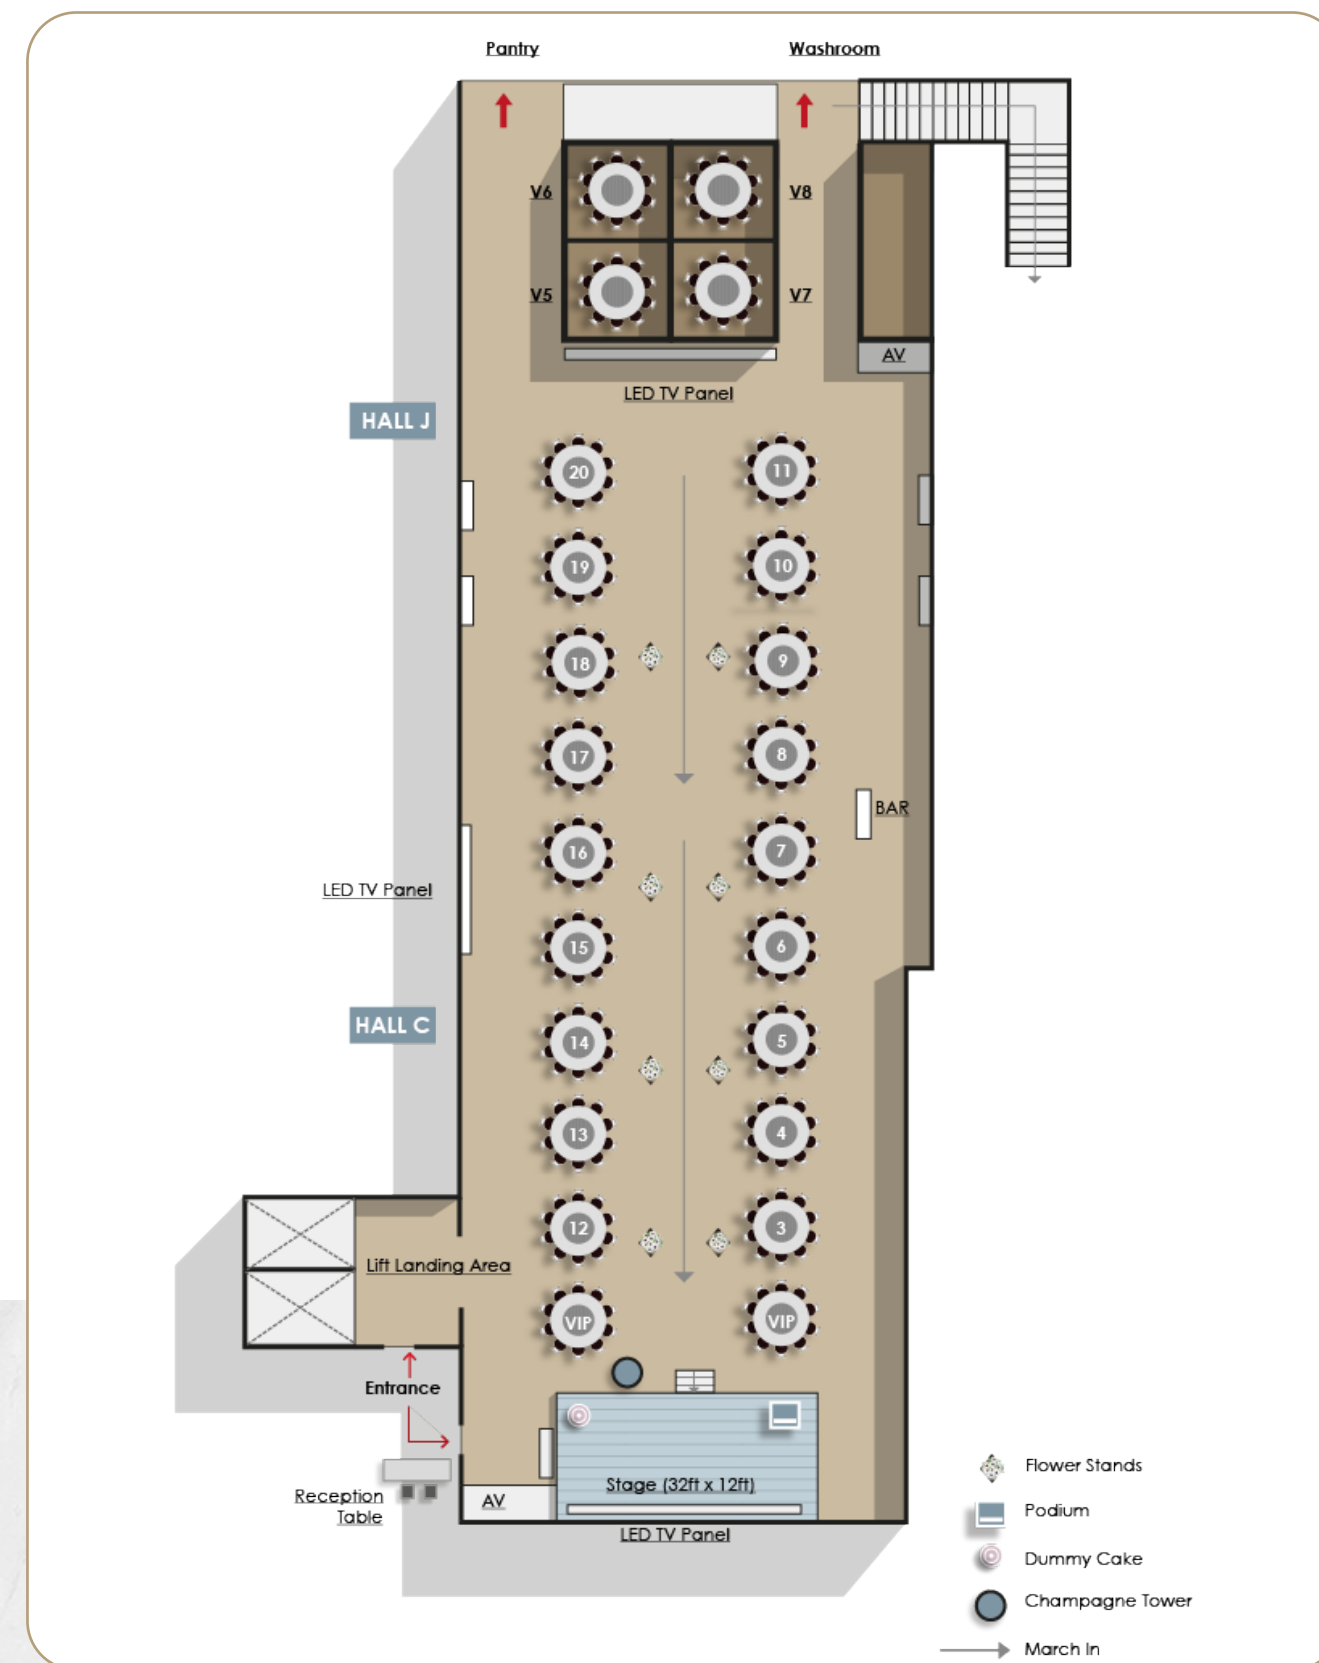 Pantry
Washroom
V6
V8
V5
V7
AV
LED TV Panel
HALL J
20
11
19
10
18
9
17
8
BAR
16
7
LED TV Panel
15
6
HALL C
14
5
13
4
12
3
Lift Landing Area
VIP
VIP
Entrance
Stage (32ft x 12ft)
Reception
Table
AV
LED TV Panel
Flower Stands
Podium
Dummy Cake
Champagne Tower
March In